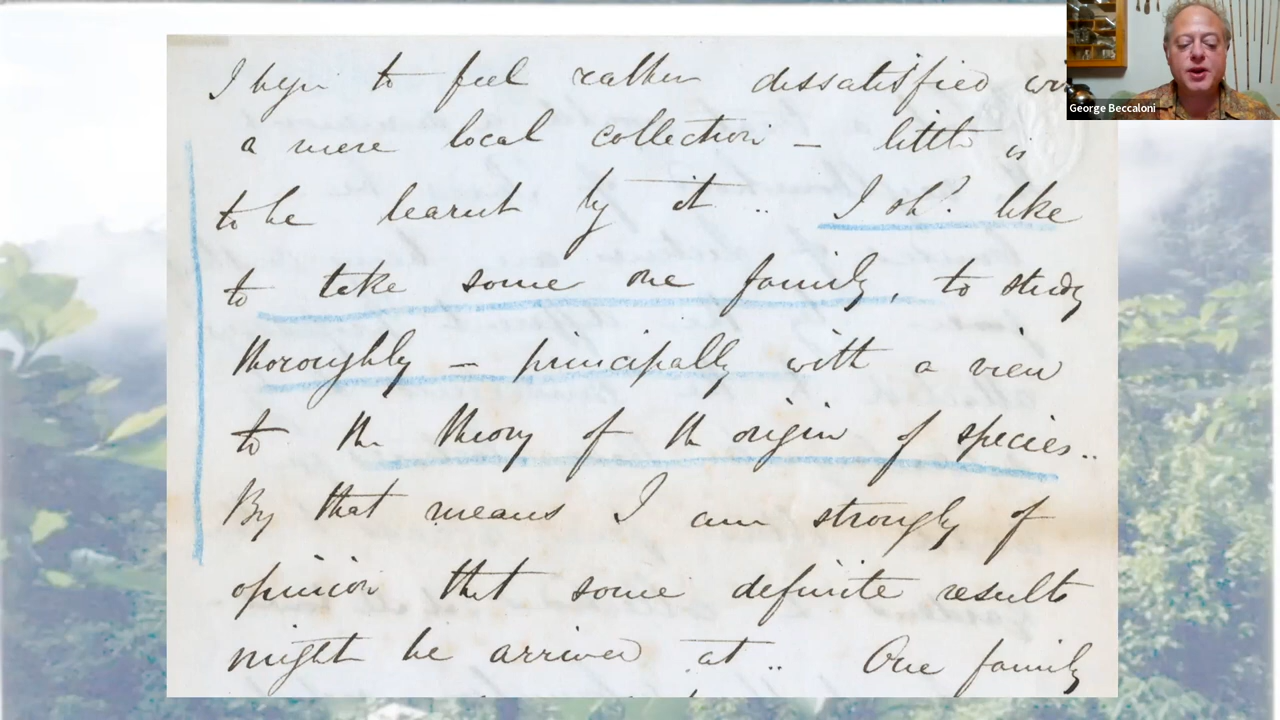 I begin to feel rather dissatisfied
a mere local collection – little is
to be learnt by it .. I shd. like
to take some one family, to study
thoroughly – principally with a view
to the theory of the origin of species..
By that means I am strongly of
opinion that some definite results
might be arrived at .. One family
George Beccaloni